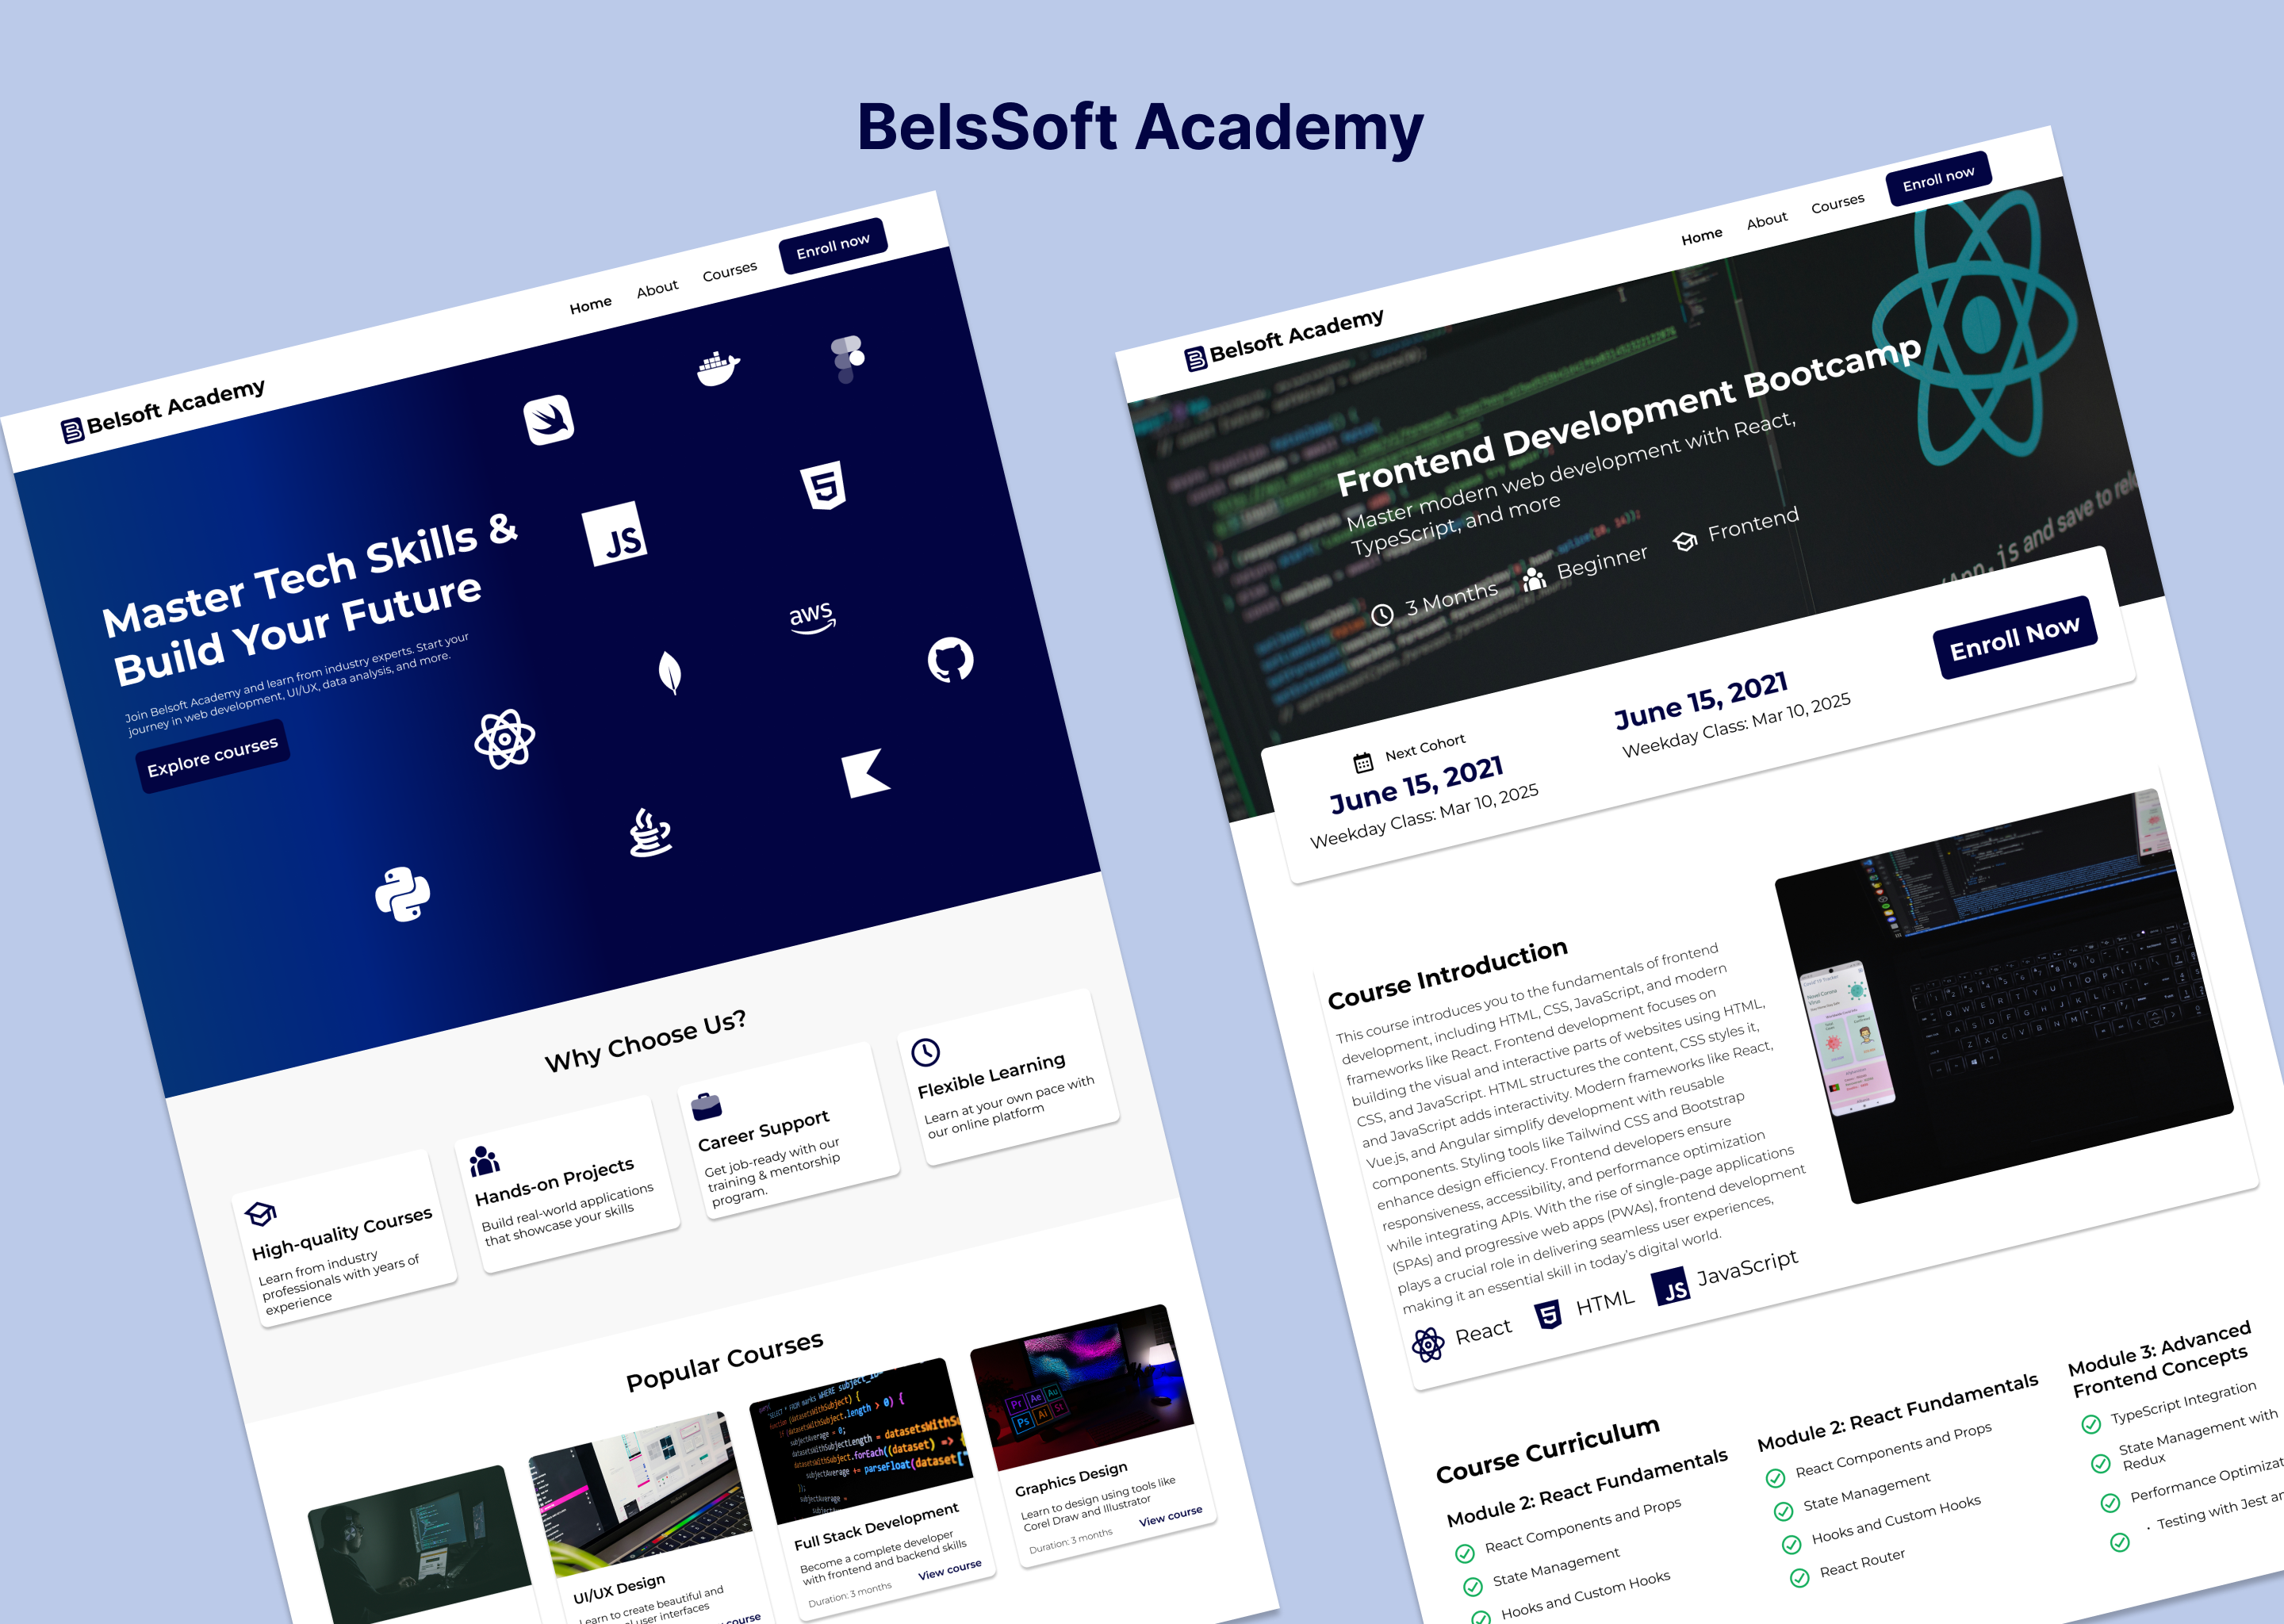 BelsSoft Academy
Belsoft Academy
Home
About
Courses
Enroll now
Master Tech Skills &
Build Your Future
Join Belsoft Academy and learn from industry experts. Start your
journey in web development, UI/UX, data analysis, and more.
Explore courses
JS
aws
Why Choose Us?
High-quality Courses
Learn from industry
professionals with years of
experience
Hands-on Projects
Build real-world applications
that showcase your skills
Career Support
Get job-ready with our
training & mentorship
program.
Flexible Learning
Learn at your own pace with
our online platform
Popular Courses
UI/UX Design
Learn to create beautiful and
user interfaces
course
Full Stack Development
Become a complete developer
with frontend and backend skills
Duration: 3 months
View course
Pr Ae Au
Ps Ai St
Graphics Design
Learn to design using tools like
Corel Draw and Illustrator
Duration: 3 months
View course
Belsoft Academy
Home
About
Courses
Enroll now
Frontend Development Bootcamp
Master modern web development with React,
TypeScript, and more
3 Months
Beginner
Frontend
and save to
Next Cohort
June 15, 2021
Weekday Class: Mar 10, 2025
June 15, 2021
Weekday Class: Mar 10, 2025
Enroll Now
Course Introduction
This course introduces you to the fundamentals of frontend
development, including HTML, CSS, JavaScript, and modern
frameworks like React. Frontend development focuses on
building the visual and interactive parts of websites using HTML,
CSS, and JavaScript. HTML structures the content, CSS styles it,
and JavaScript adds interactivity. Modern frameworks like React,
Vue.js, and Angular simplify development with reusable
components. Styling tools like Tailwind CSS and Bootstrap
enhance design efficiency. Frontend developers ensure
responsiveness, accessibility, and performance optimization
while integrating APIs. With the rise of single-page applications
(SPAs) and progressive web apps (PWAs), frontend development
plays a crucial role in delivering seamless user experiences,
making it an essential skill in today's digital world.
React
HTML
JS
JavaScript
Course Curriculum
Module 2: React Fundamentals
React Components and Props
State Management
Hooks and Custom Hooks
Module 2: React Fundamentals
React Components and Props
State Management
Hooks and Custom Hooks
React Router
Module 3: Advanced
Frontend Concepts
TypeScript Integration
State Management with
Redux
Performance
· Testing with Jest